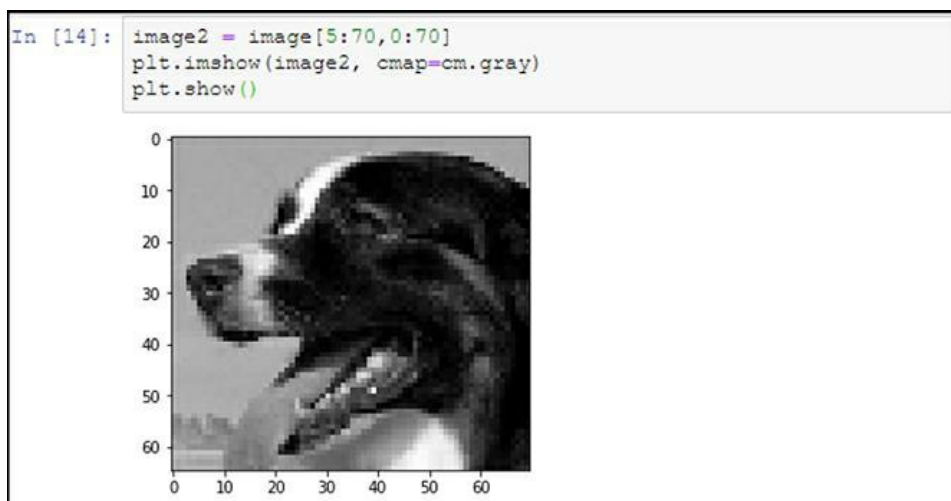 In [14]: image2 = image[5:70,0:70]
plt.imshow(image2, cmap=cm.gray)
plt.show()
0
10
20
30
40
50
60
0 10 20 30 40 50 60